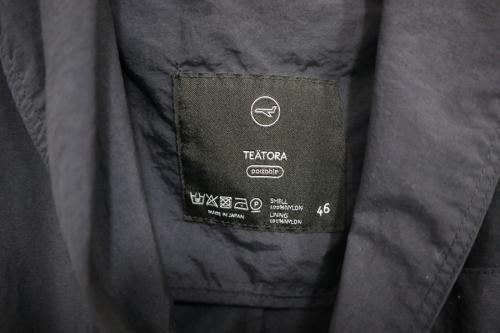 TEÄTORA
packable
P
SHELL
100%NYLON
LINING
100%NYLON
46
MADE IN JAPAN